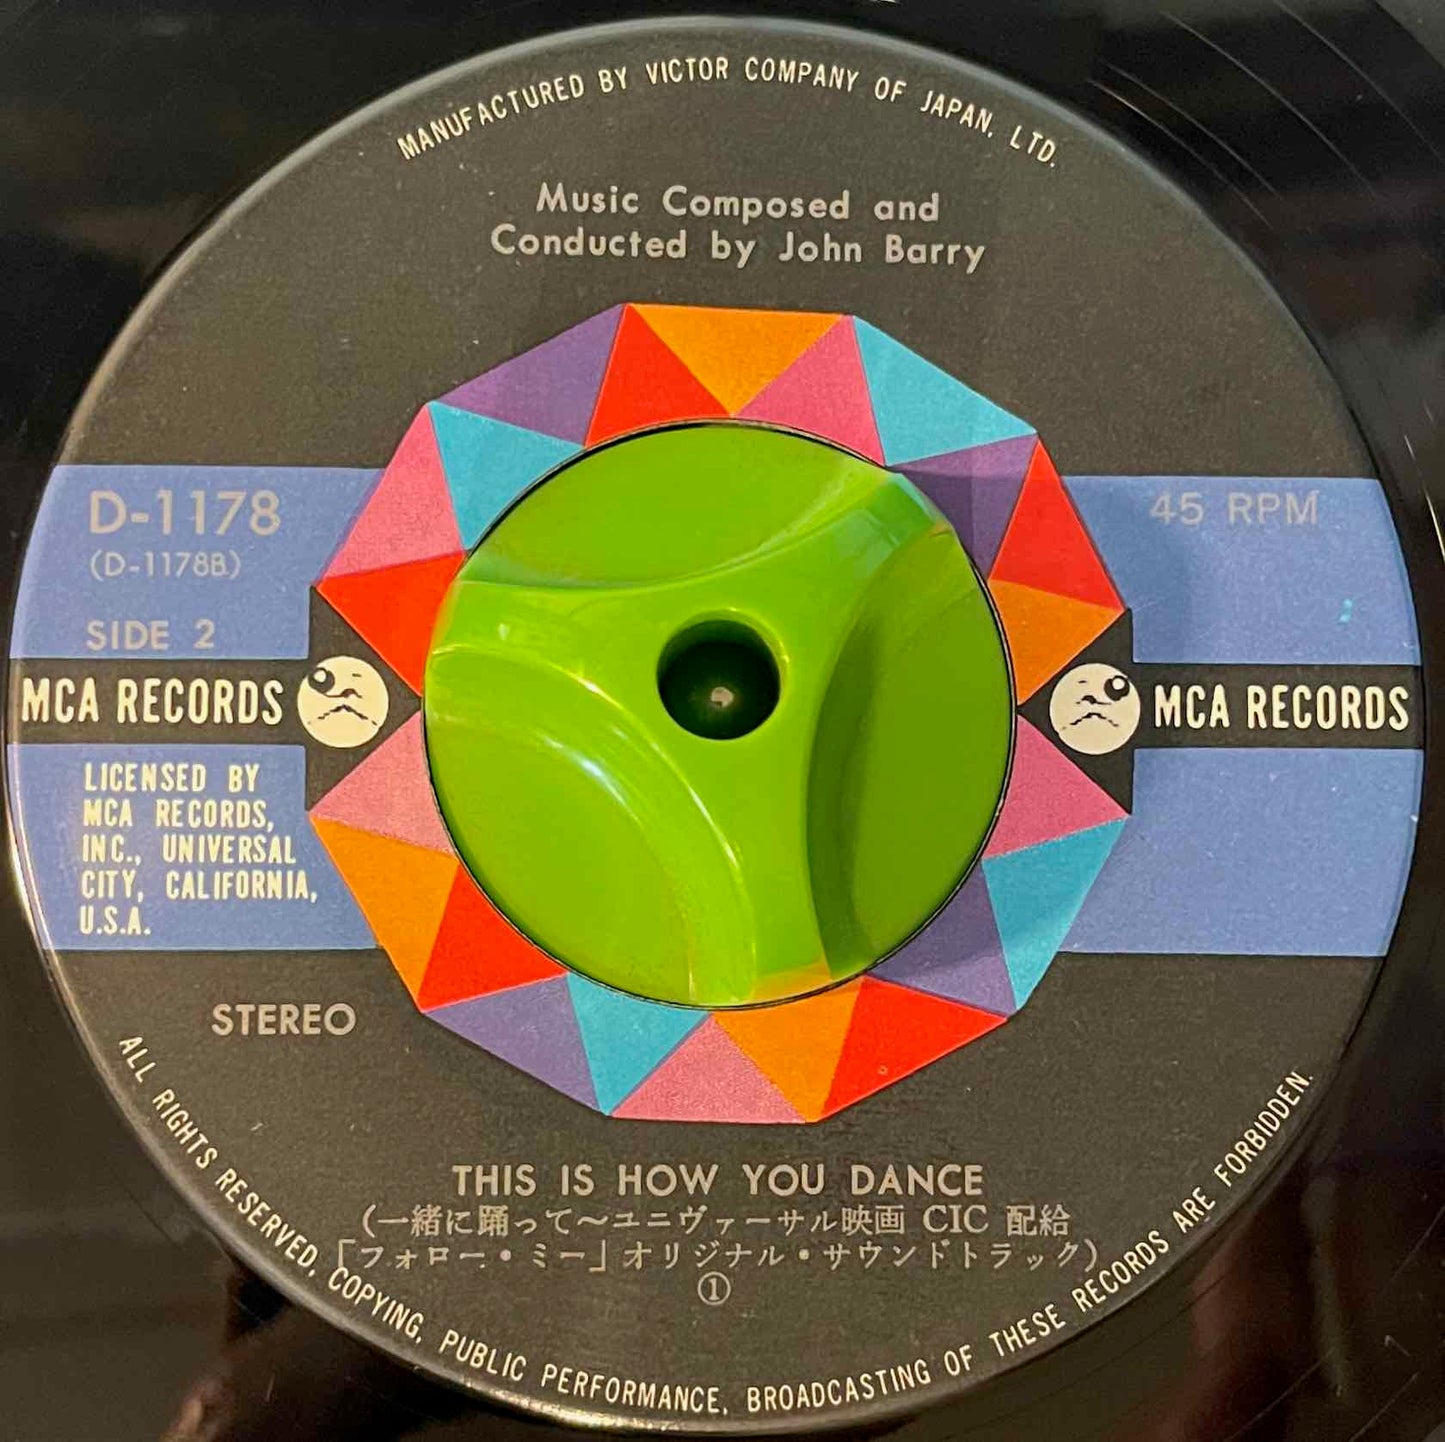 MANUFACTURED BY VICTOR COMPANY OF JAPAN, LTD.
Music Composed and
Conducted by John Barry
D-1178
(D-1178B)
SIDE 2
45 RPM
MCA RECORDS
MCA RECORDS
LICENSED BY
MCA RECORDS,
INC., UNIVERSAL
CITY, CALIFORNIA,
U.S.A.
STEREO
THIS IS HOW YOU DANCE
(一緒に踊って〜ユニヴァーサル映画 CIC 配給
「フォロー・ミー」オリジナル・サウンドトラック)
①
ALL RIGHTS RESERVED, COPYING, PUBLIC PERFORMANCE, BROADCASTING OF THESE RECORDS ARE FORBIDDEN.